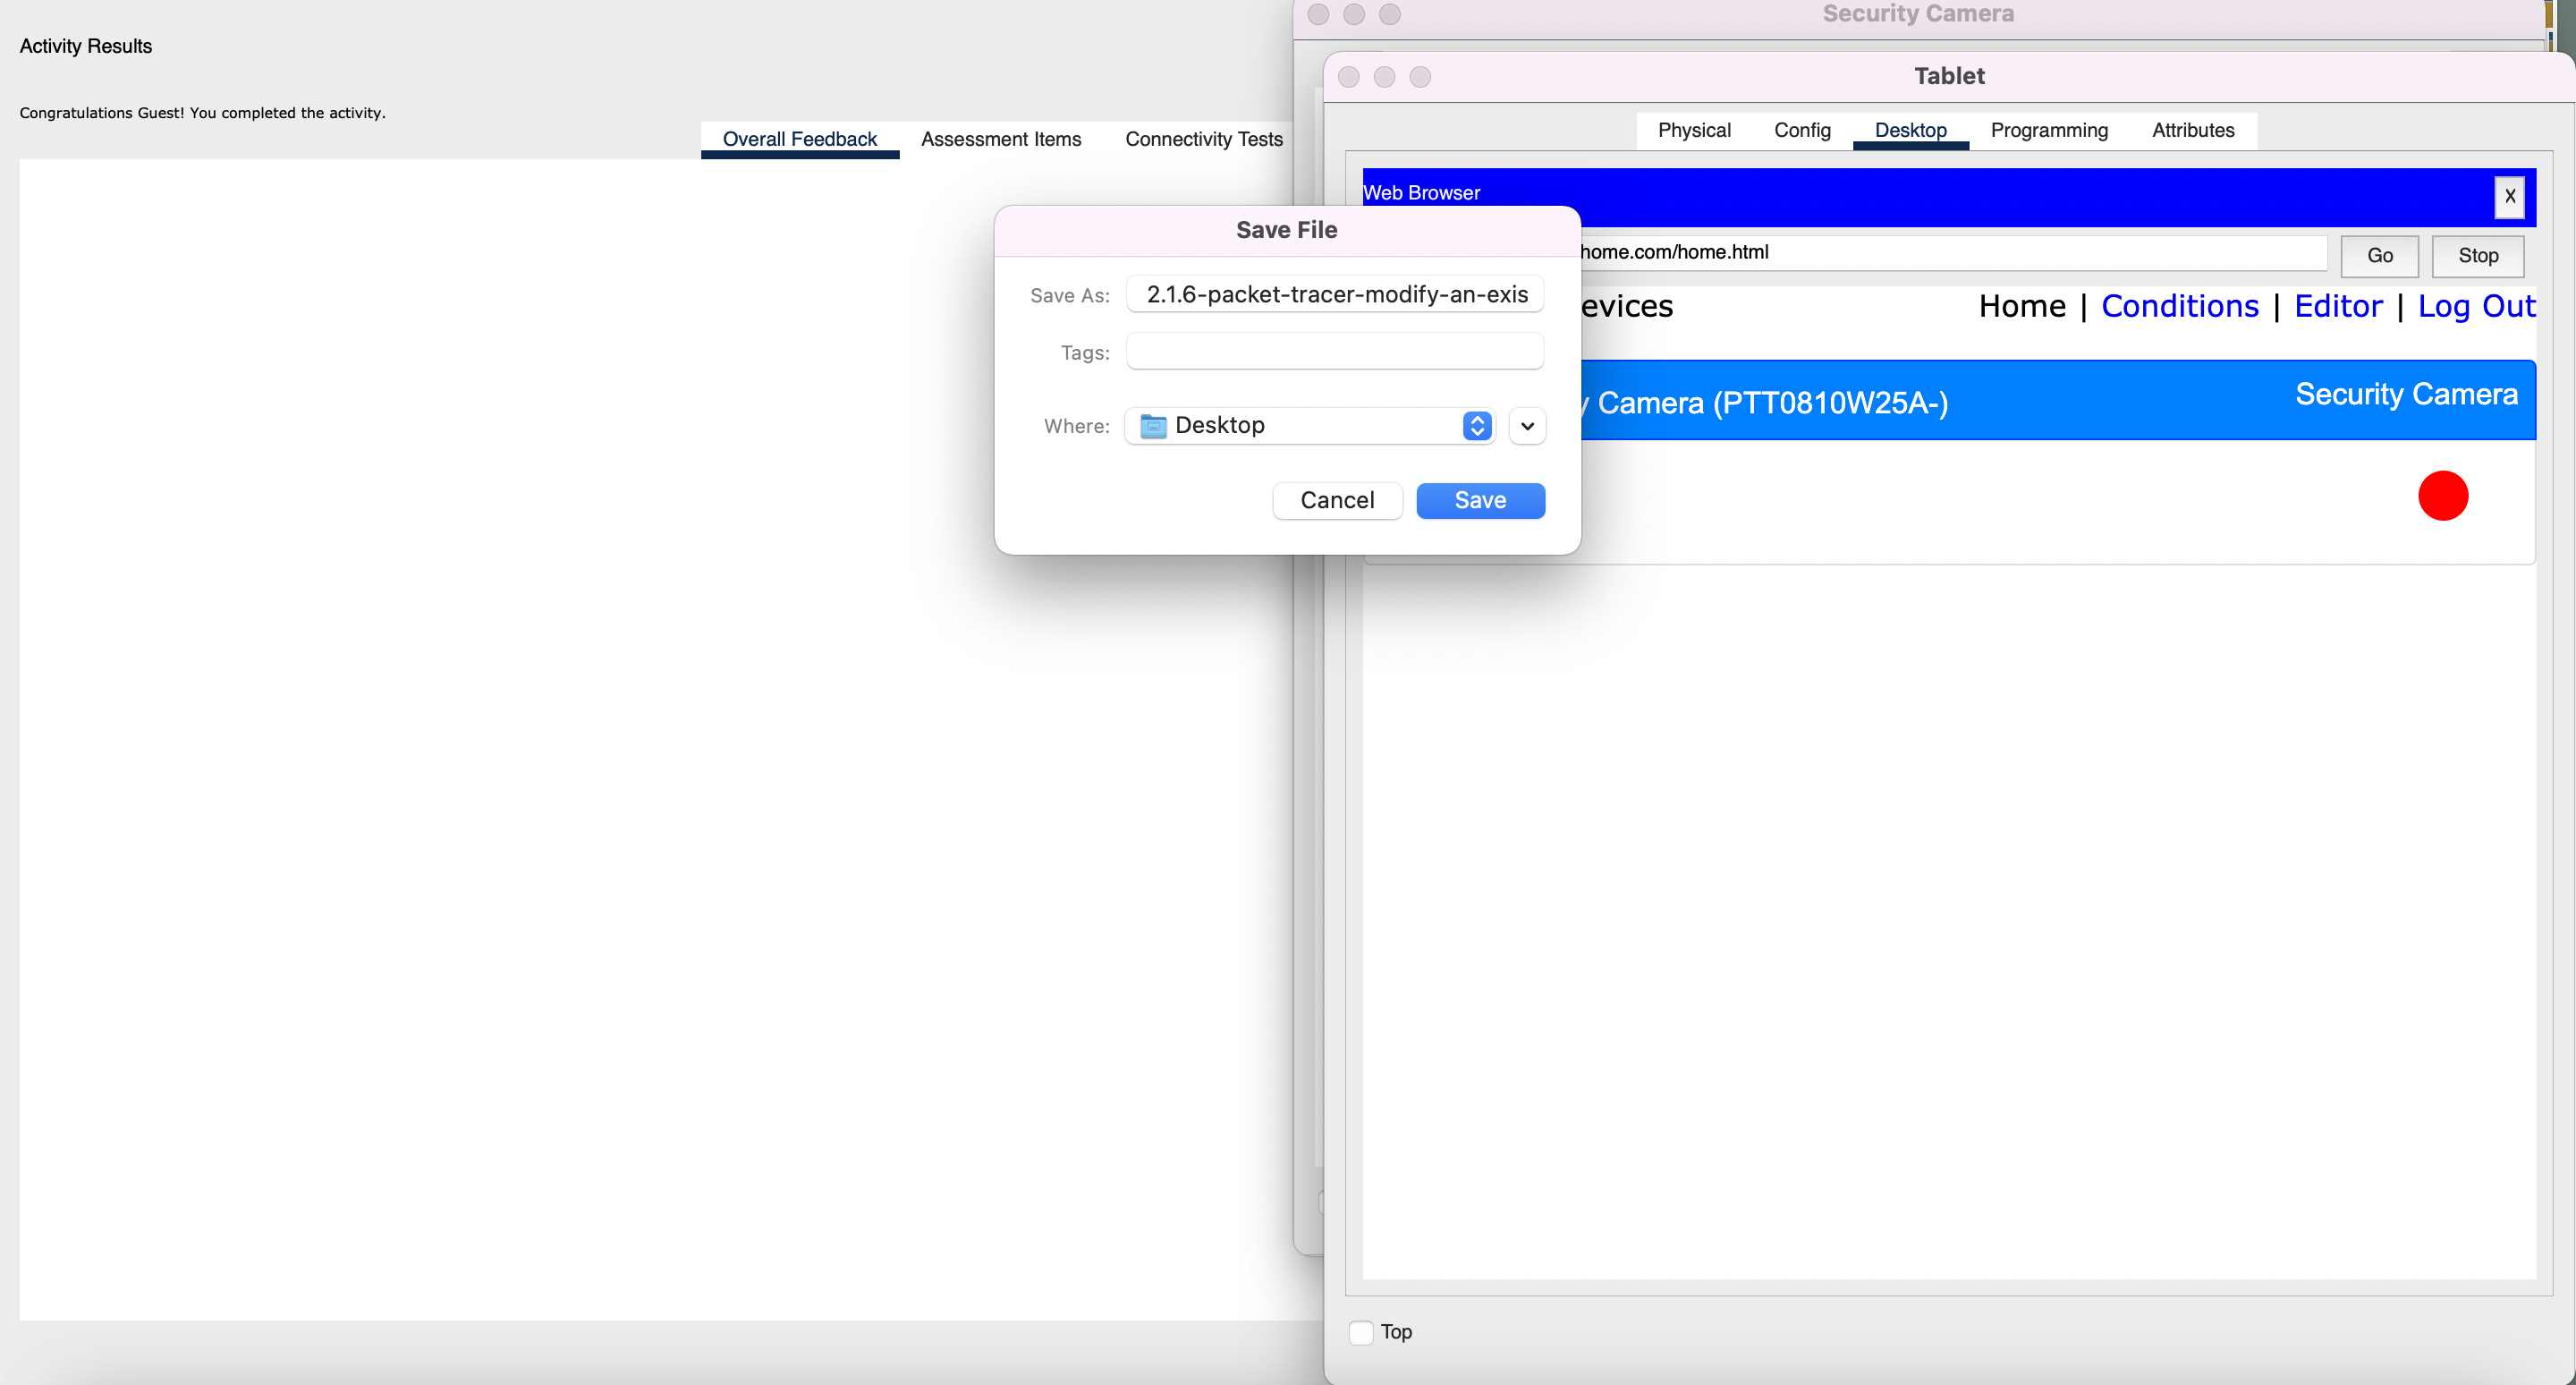 Security Camera
Activity Results
Tablet
Congratulations Guest! You completed the activity.
Overall Feedback Assessment Items Connectivity Tests
Physical Config Desktop Programming Attributes
Web Browser X
Save File
home.com/home.html Go Stop
Save As: 2.1.6-packet-tracer-modify-an-exis
evices Home | Conditions | Editor | Log Out
Tags:
y Camera (PTT0810W25A-) Security Camera
Where: Desktop
Cancel Save
Top